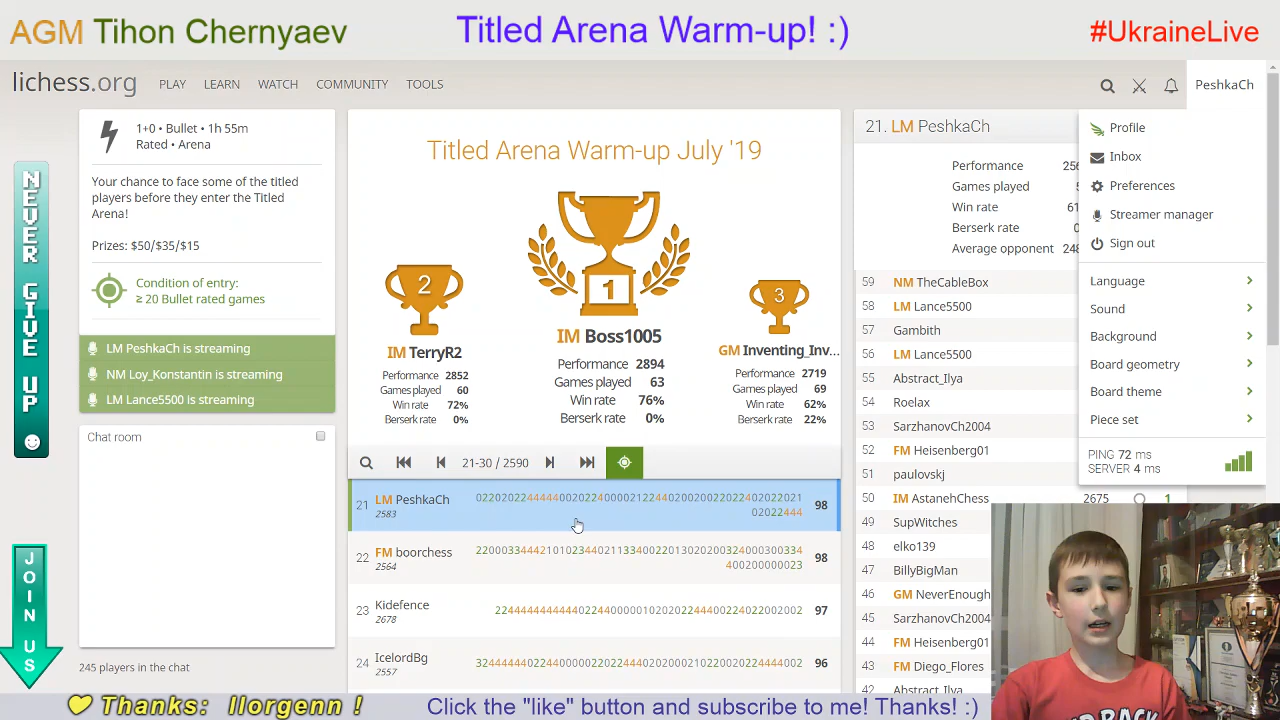 AGM Tihon Chernyaev
Titled Arena Warm-up! :)
#UkraineLive
lichess.org
PLAY LEARN WATCH COMMUNITY TOOLS
PeshkaCh
NEVER GIVE UP
JOIN US
1+0 • Bullet • 1h 55m
Rated • Arena
Your chance to face some of the titled
players before they enter the Titled
Arena!
Prizes: $50/$35/$15
Condition of entry:
≥ 20 Bullet rated games
LM PeshkaCh is streaming
NM Loy_Konstantin is streaming
LM Lance5500 is streaming
Chat room
245 players in the chat
Titled Arena Warm-up July '19
2
1
3
IM TerryR2
Performance 2852
Games played 60
Win rate 72%
Berserk rate 0%
IM Boss1005
Performance 2894
Games played 63
Win rate 76%
Berserk rate 0%
GM Inventing_Inv...
Performance 2719
Games played 69
Win rate 62%
Berserk rate 22%
21-30 / 2590
21 LM PeshkaCh 98
2583
22 FM boorchess 98
2564
23 Kidefence 97
2678
24 IcelordBg 96
2557
21. LM PeshkaCh
Performance
Games played
Win rate
Berserk rate
Average opponent
59 NM TheCableBox
58 LM Lance5500
57 Gambith
56 LM Lance5500
55 Abstract_Ilya
54 Roelax
53 SarzhanovCh2004
52 FM Heisenberg01
51 paulovskj
50 IM AstanehChess 2675 1
49 SupWitches
48 elko139
47 BillyBigMan
46 GM NeverEnough
45 SarzhanovCh2004
44 FM Heisenberg01
43 FM Diego_Flores
42 Abstract_Ilya
Profile
Inbox
Preferences
Streamer manager
Sign out
Language
Sound
Background
Board geometry
Board theme
Piece set
PING 72 ms
SERVER 4 ms
Thanks: llorgenn !
Click the "like" button and subscribe to me! Thanks! :)